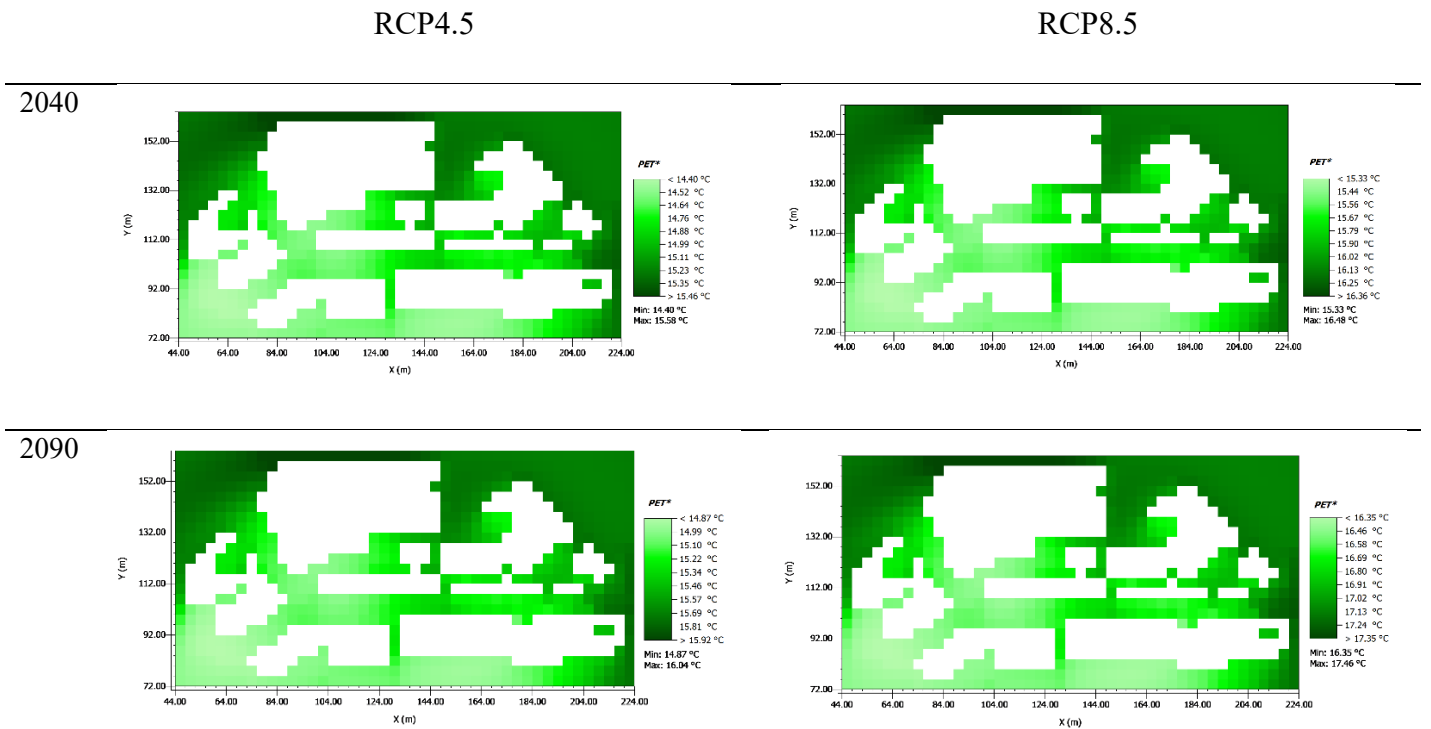 RCP4.5
RCP8.5
2040
Y (m)
152.00
132.00
112.00
92.00
72.00
44.00 64.00 84.00 104.00 124.00 144.00 164.00 184.00 204.00 224.00
X (m)
PET*
< 14.40 °C
14.52 °C
14.64 °C
14.76 °C
14.88 °C
14.99 °C
15.11 °C
15.23 °C
15.35 °C
> 15.46 °C
Min: 14.40 °C
Max: 15.58 °C
Y (m)
152.00
132.00
112.00
92.00
72.00
44.00 64.00 84.00 104.00 124.00 144.00 164.00 184.00 204.00 224.00
X (m)
PET*
< 15.33 °C
15.44 °C
15.56 °C
15.67 °C
15.79 °C
15.90 °C
16.02 °C
16.13 °C
16.25 °C
> 16.36 °C
Min: 15.33 °C
Max: 16.48 °C
2090
Y (m)
152.00
132.00
112.00
92.00
72.00
44.00 64.00 84.00 104.00 124.00 144.00 164.00 184.00 204.00 224.00
X (m)
PET*
< 14.87 °C
14.99 °C
15.10 °C
15.22 °C
15.34 °C
15.46 °C
15.57 °C
15.69 °C
15.81 °C
> 15.92 °C
Min: 14.87 °C
Max: 16.04 °C
Y (m)
152.00
132.00
112.00
92.00
72.00
44.00 64.00 84.00 104.00 124.00 144.00 164.00 184.00 204.00 224.00
X (m)
PET*
< 16.35 °C
16.46 °C
16.58 °C
16.69 °C
16.80 °C
16.91 °C
17.02 °C
17.13 °C
17.24 °C
> 17.35 °C
Min: 16.35 °C
Max: 17.46 °C